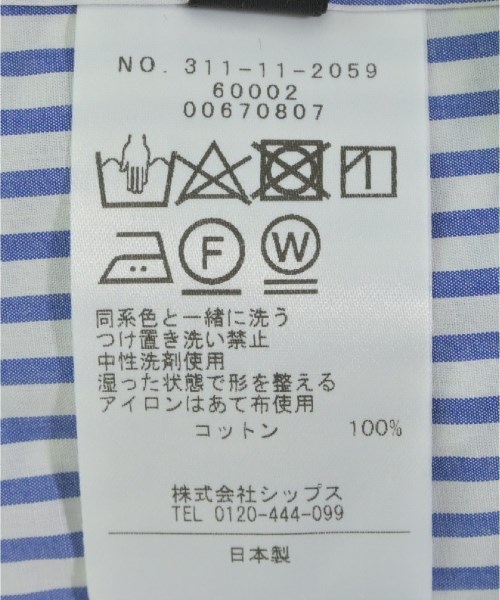 NO. 311-11-2059
60002
00670807
F W
同系色と一緒に洗う
つけ置き洗い禁止
中性洗剤使用
湿った状態で形を整える
アイロンはあて布使用
コットン 100%
株式会社シップス
TEL 0120-444-099
日本製